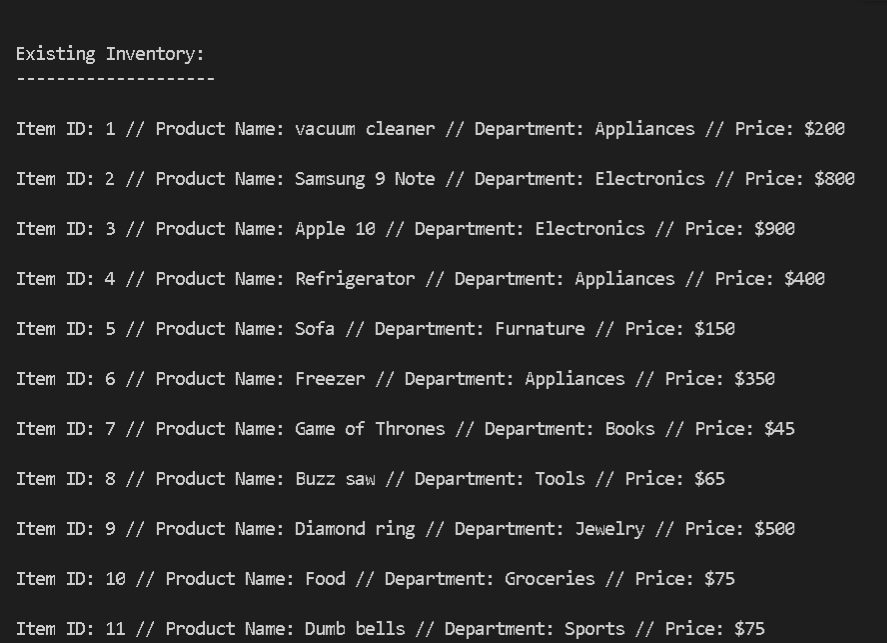 Existing Inventory:
--------------------
Item ID: 1 // Product Name: vacuum cleaner // Department: Appliances // Price: $200
Item ID: 2 // Product Name: Samsung 9 Note // Department: Electronics // Price: $800
Item ID: 3 // Product Name: Apple 10 // Department: Electronics // Price: $900
Item ID: 4 // Product Name: Refrigerator // Department: Appliances // Price: $400
Item ID: 5 // Product Name: Sofa // Department: Furnature // Price: $150
Item ID: 6 // Product Name: Freezer // Department: Appliances // Price: $350
Item ID: 7 // Product Name: Game of Thrones // Department: Books // Price: $45
Item ID: 8 // Product Name: Buzz saw // Department: Tools // Price: $65
Item ID: 9 // Product Name: Diamond ring // Department: Jewelry // Price: $500
Item ID: 10 // Product Name: Food // Department: Groceries // Price: $75
Item ID: 11 // Product Name: Dumb bells // Department: Sports // Price: $75